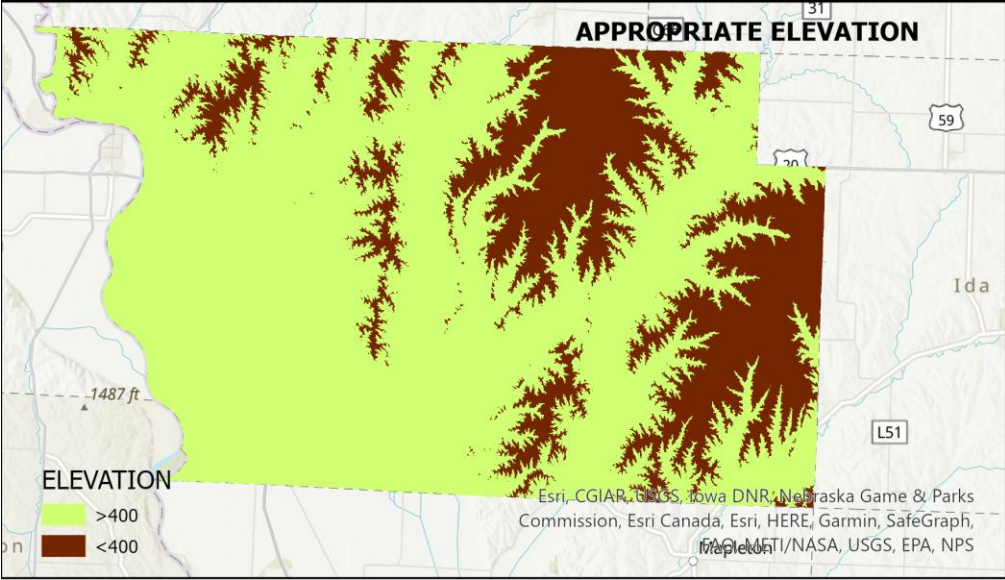 31
APPROPRIATE ELEVATION
59
20
Ida
1487 ft
L51
ELEVATION
>400
<400
on
Esri, CGIAR, USGS, Iowa DNR, Nebraska Game & Parks
Commission, Esri Canada, Esri, HERE, Garmin, SafeGraph,
FAO, METI/NASA, USGS, EPA, NPS
Mapleton